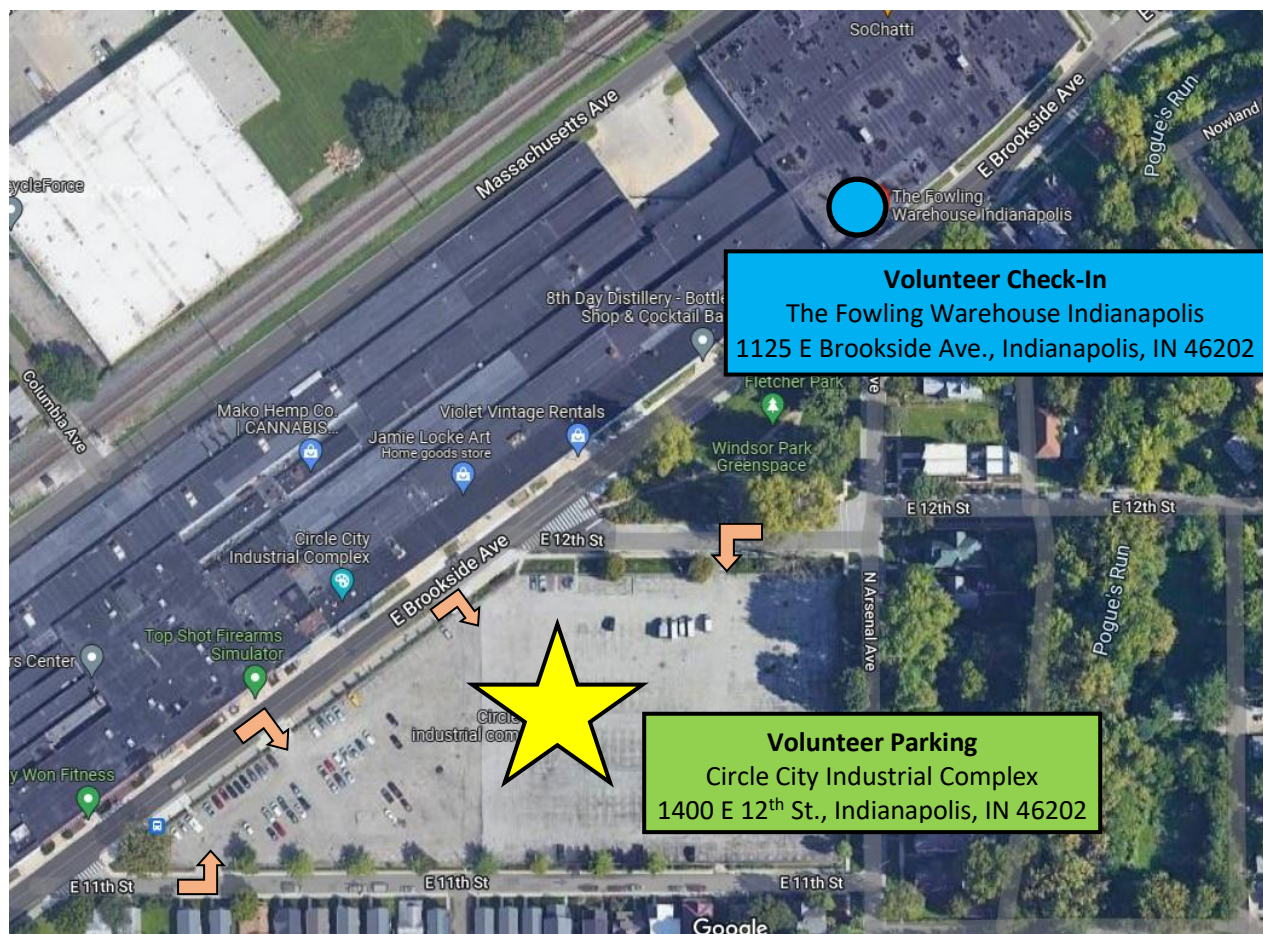 SoChatti
Massachusetts Ave
E Brookside Ave
Pogue's Run
Nowland
ycleForce
The Fowling
Warehouse Indianapolis
Volunteer Check-In
The Fowling Warehouse Indianapolis
1125 E Brookside Ave., Indianapolis, IN 46202
8th Day Distillery - Bottle
Shop & Cocktail Ba
Fletcher Park
Columbia Ave
Mako Hemp Co.
| CANNABIS...
Violet Vintage Rentals
Jamie Locke Art
Home goods store
Windsor Park
Greenspace
E 12th St
E 12th St
E 12th St
Circle City
Industrial Complex
E Brookside Ave
N Arsenal Ave
Pogue's Run
Top Shot Firearms
Simulator
rs Center
Circle
industrial com
Volunteer Parking
Circle City Industrial Complex
1400 E 12th St., Indianapolis, IN 46202
y Won Fitness
E 11th St
E 11th St
E 11th St
Google